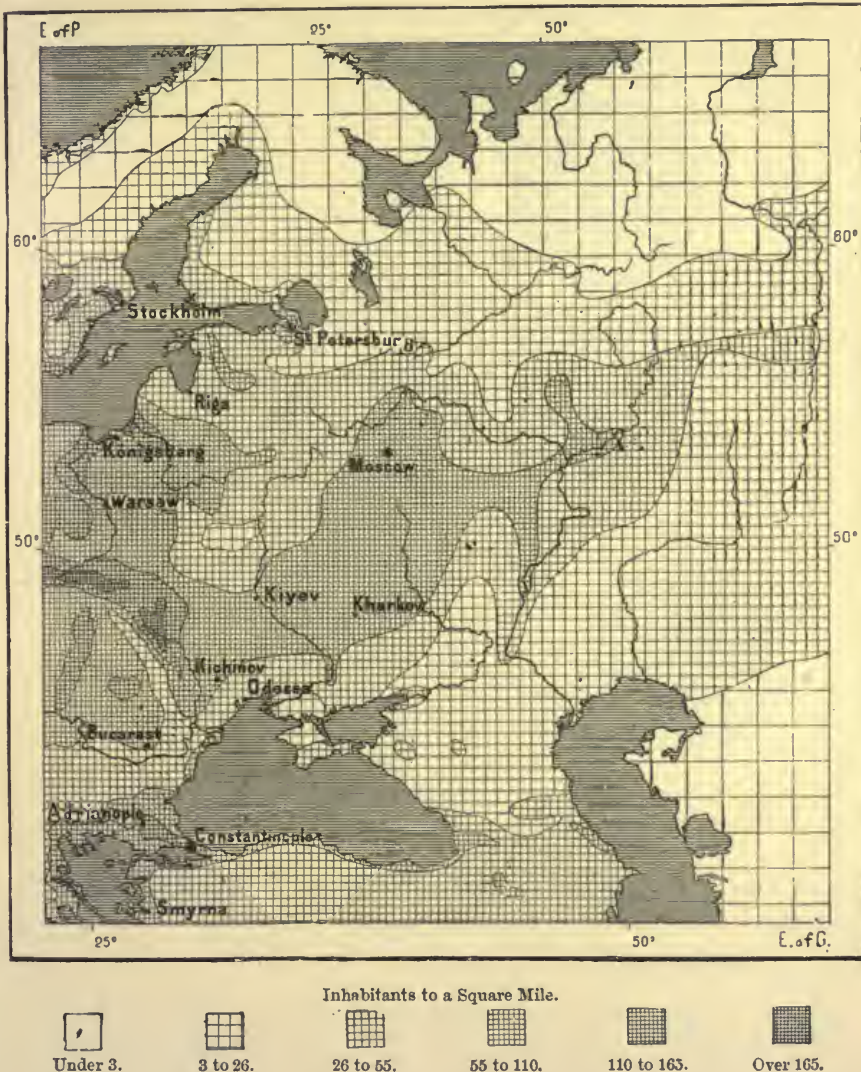 E of P 25° 50°
60° 60°
Stockholm
St Petersburg
Riga
Königsberg
Moscow
Warsaw
50° 50°
Kiyev
Kharkov
Kichinov
Odessa
Bucarest
Adrianople
Constantinople
Smyrna
25° 50° E. of G.
Inhabitants to a Square Mile.
Under 3. 3 to 26. 26 to 55. 55 to 110. 110 to 163. Over 165.